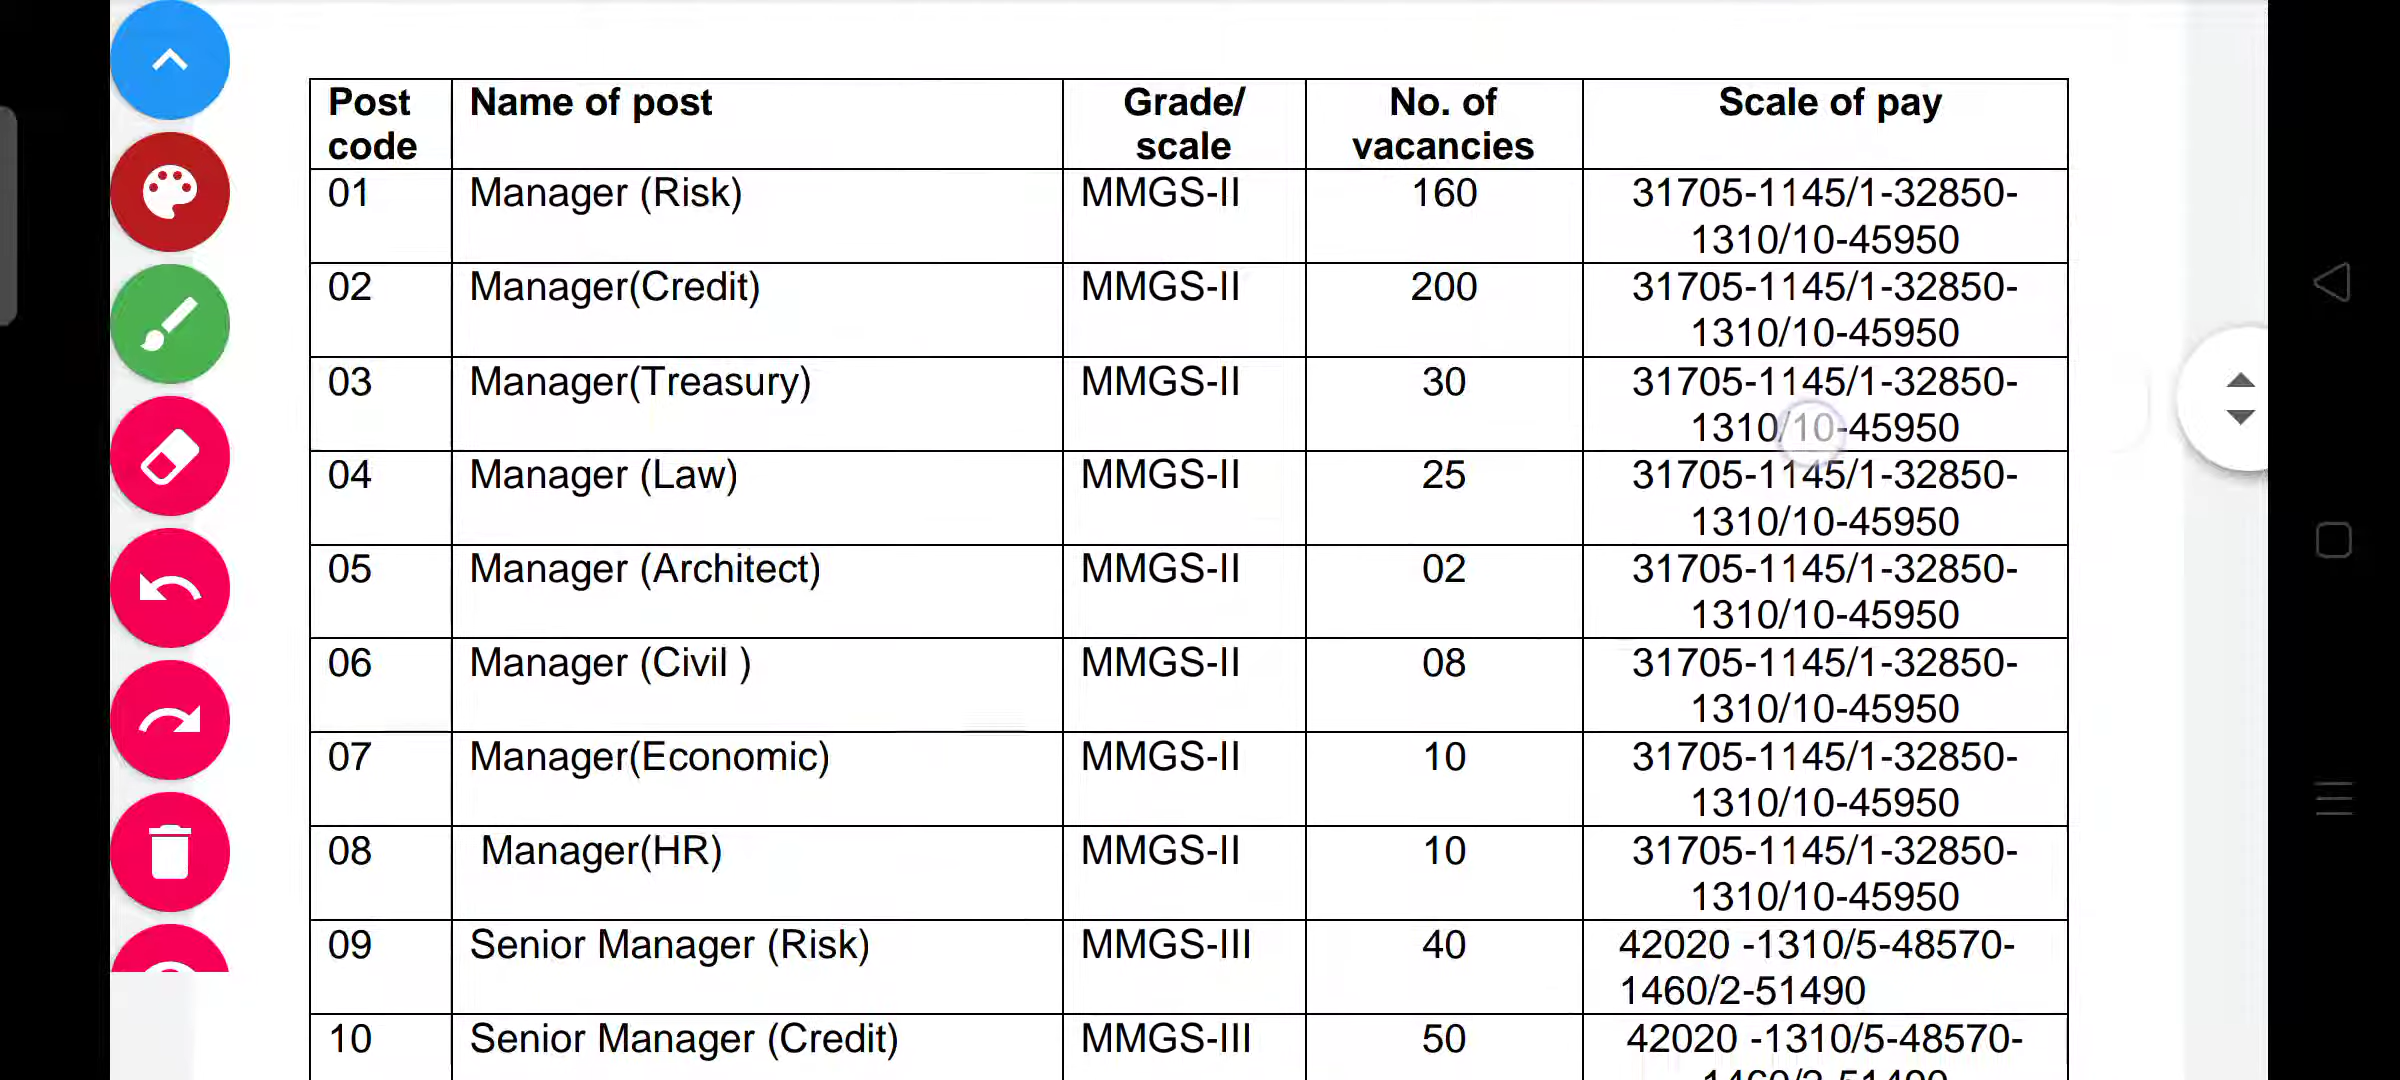 Post code Name of post Grade/ scale No. of vacancies Scale of pay
01 Manager (Risk) MMGS-II 160 31705-1145/1-32850-
1310/10-45950
02 Manager(Credit) MMGS-II 200 31705-1145/1-32850-
1310/10-45950
03 Manager(Treasury) MMGS-II 30 31705-1145/1-32850-
1310/10-45950
04 Manager (Law) MMGS-II 25 31705-1145/1-32850-
1310/10-45950
05 Manager (Architect) MMGS-II 02 31705-1145/1-32850-
1310/10-45950
06 Manager (Civil ) MMGS-II 08 31705-1145/1-32850-
1310/10-45950
07 Manager(Economic) MMGS-II 10 31705-1145/1-32850-
1310/10-45950
08 Manager(HR) MMGS-II 10 31705-1145/1-32850-
1310/10-45950
09 Senior Manager (Risk) MMGS-III 40 42020 -1310/5-48570-
1460/2-51490
10 Senior Manager (Credit) MMGS-III 50 42020 -1310/5-48570-